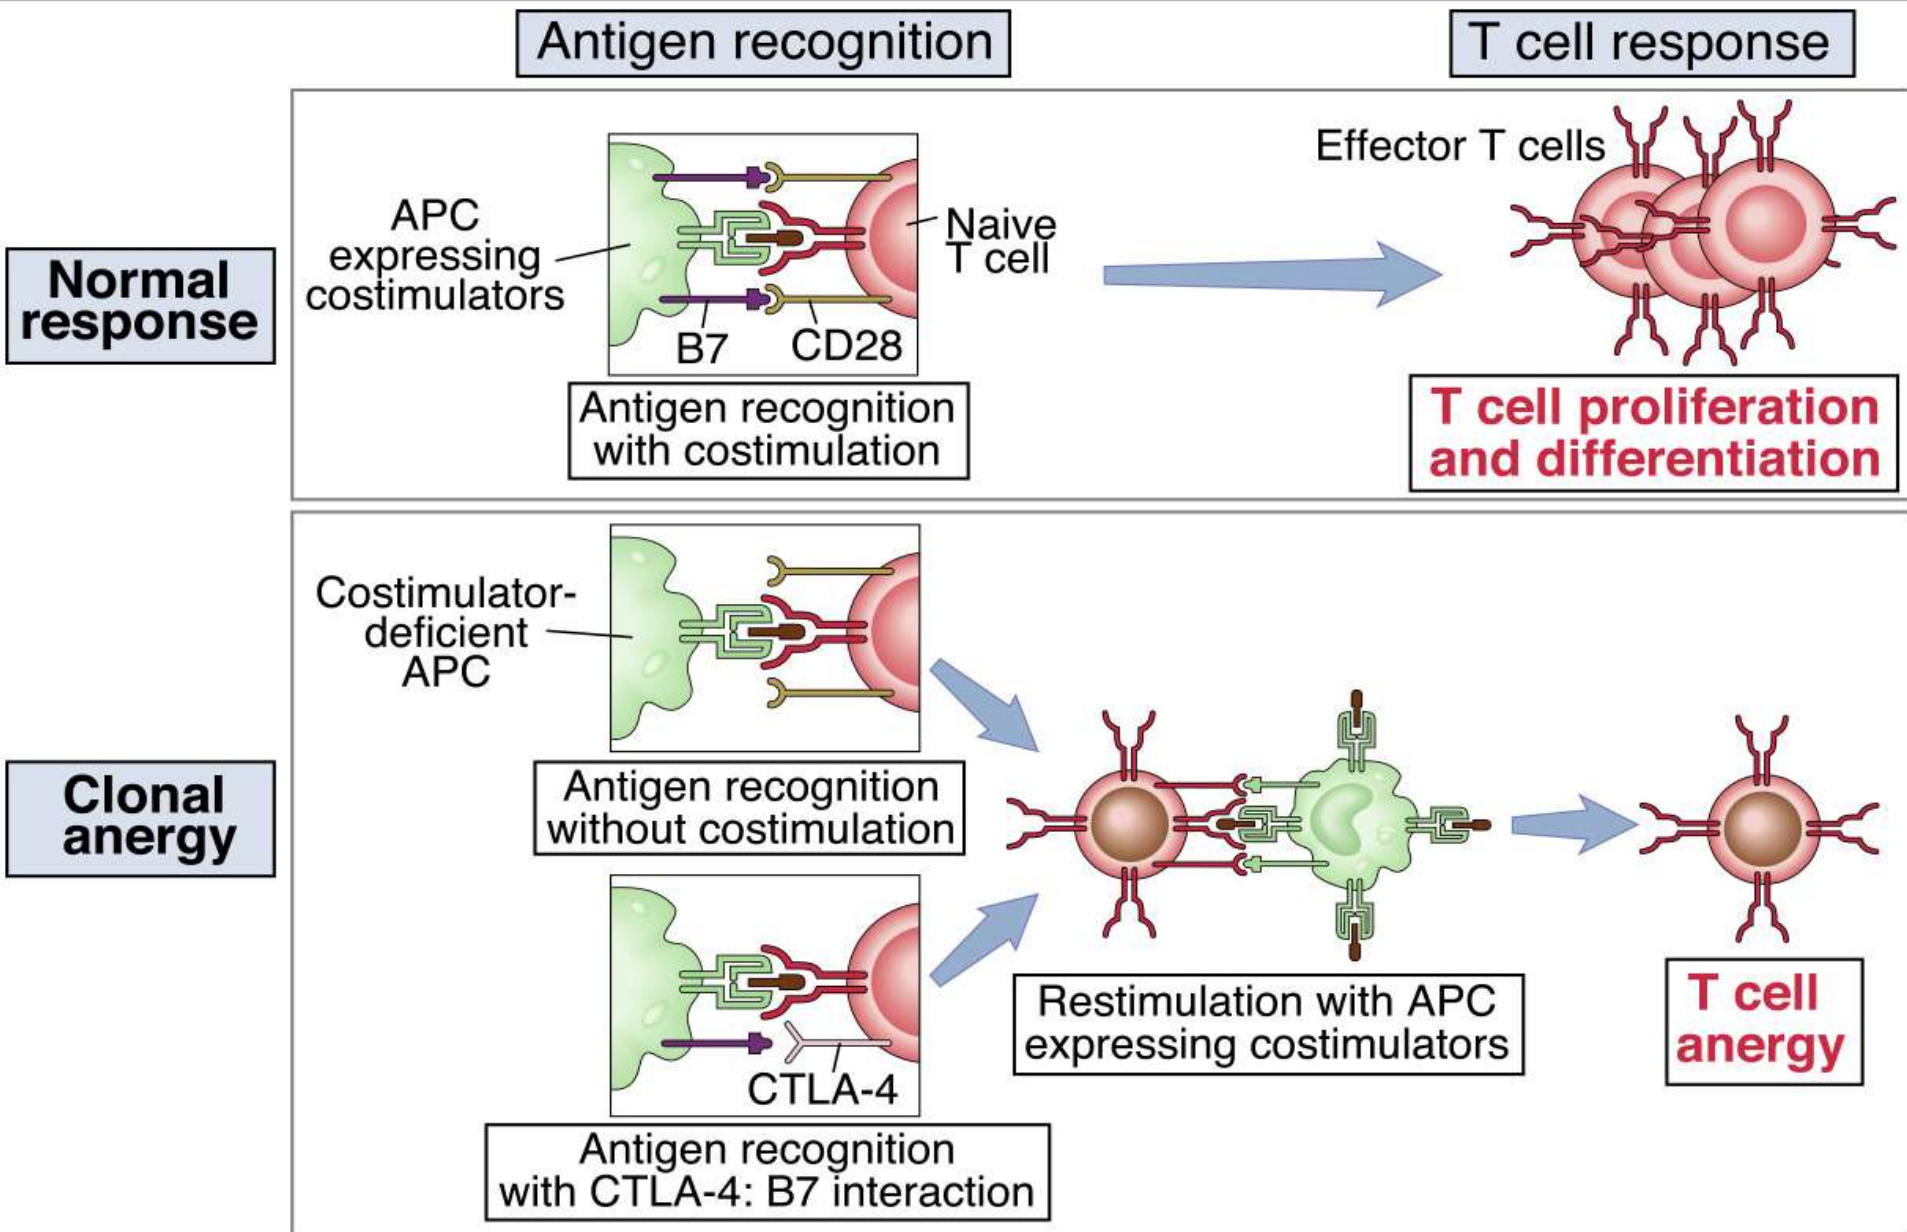 Antigen recognition
T cell response
Normal
response
APC
expressing
costimulators
Naive
T cell
B7
CD28
Antigen recognition
with costimulation
Effector T cells
T cell proliferation
and differentiation
Clonal
anergy
Costimulator-
deficient
APC
Antigen recognition
without costimulation
CTLA-4
Antigen recognition
with CTLA-4: B7 interaction
Restimulation with APC
expressing costimulators
T cell
anergy